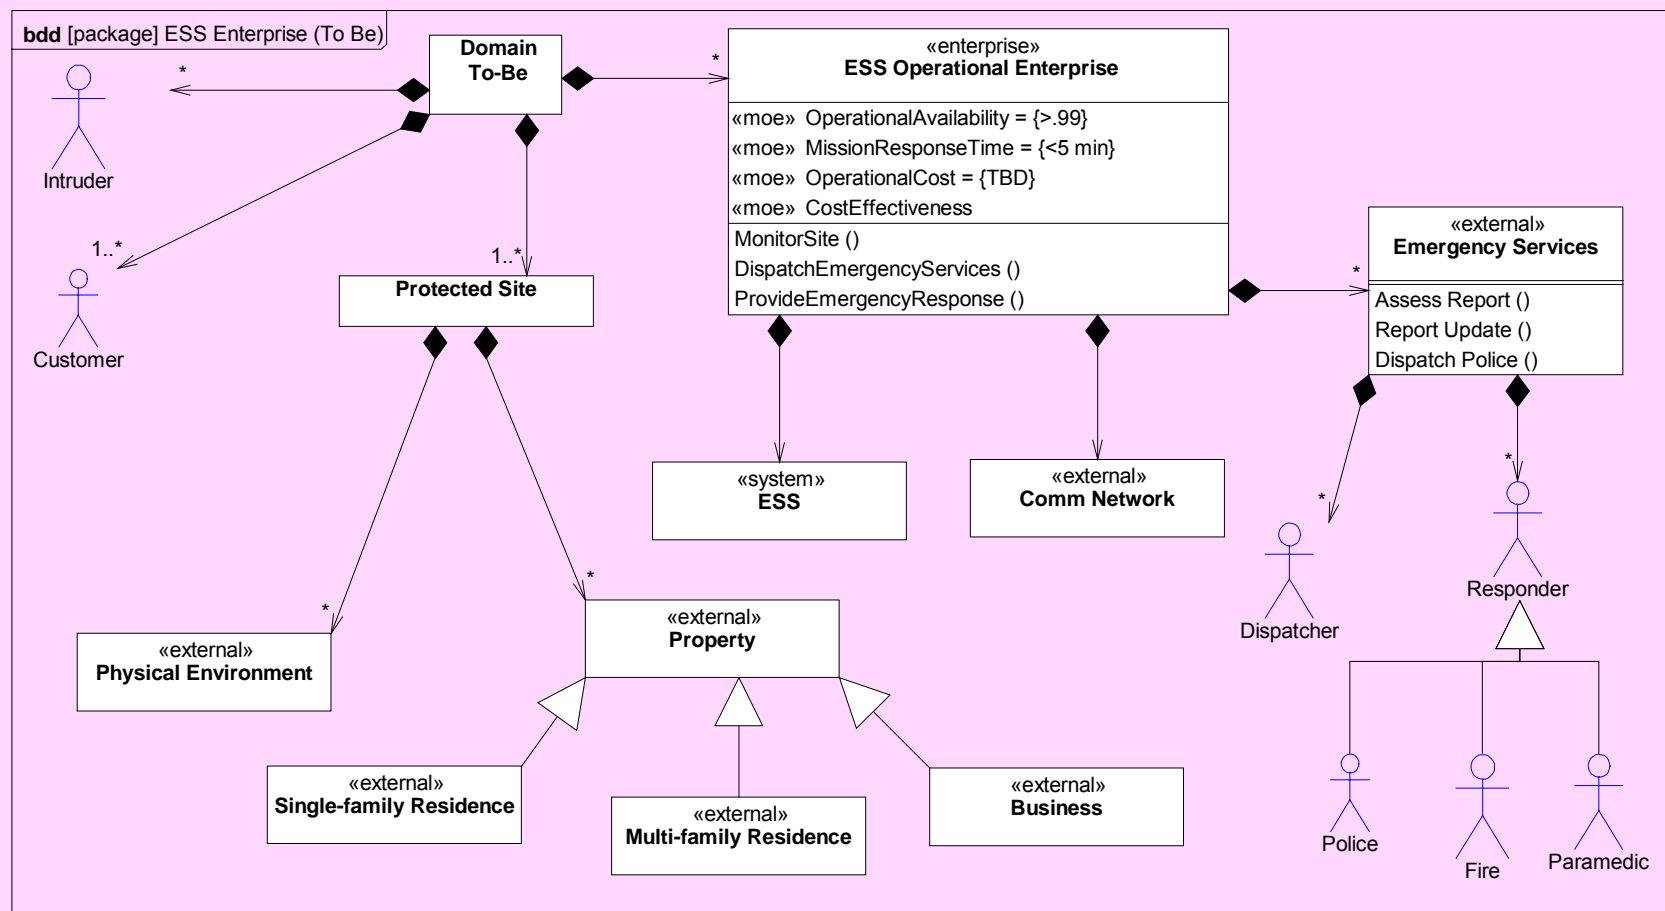 bdd [package] ESS Enterprise (To Be)
Domain
To-Be
*
*
Intruder
1..*
Customer
1..*
Protected Site
«enterprise»
ESS Operational Enterprise
«moe» OperationalAvailability = {>.99}
«moe» MissionResponseTime = {<5 min}
«moe» OperationalCost = {TBD}
«moe» CostEffectiveness
MonitorSite ()
DispatchEmergencyServices ()
ProvideEmergencyResponse ()
*
«external»
Emergency Services
Assess Report ()
Report Update ()
Dispatch Police ()
«system»
ESS
«external»
Comm Network
*
*
Dispatcher
Responder
*
*
«external»
Physical Environment
«external»
Property
«external»
Single-family Residence
«external»
Multi-family Residence
«external»
Business
Police
Fire
Paramedic